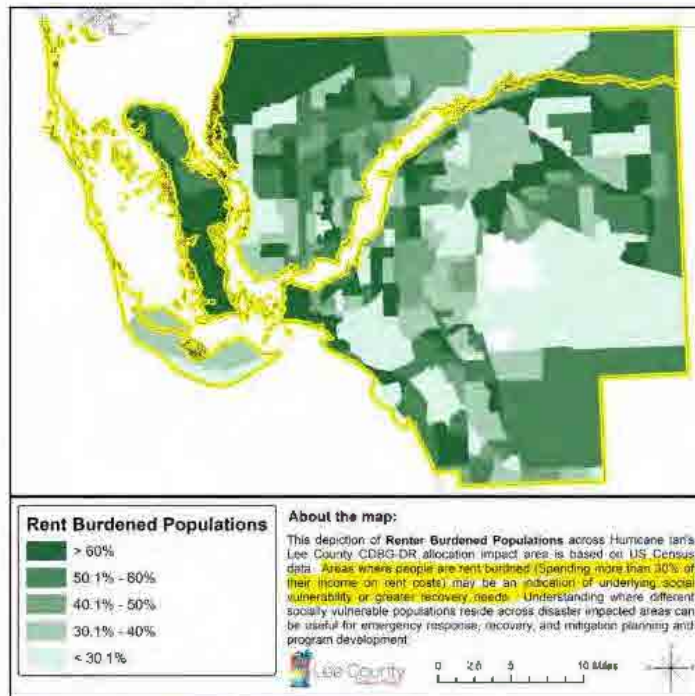 Rent Burdened Populations
> 60%
50.1% - 60%
40.1% - 50%
30.1% - 40%
< 30.1%
About the map:
This depiction of Renter Burdened Populations across Hurricane Ian's
Lee County CDBG-DR allocation impact area is based on US Census
data. Areas where people are rent burdned (Spending more than 30% of
their income on rent costs) may be an indication of underlying social
vulnerability or greater recovery needs. Understanding where different
socially vulnerable populations reside across disaster impacted areas can
be useful for emergency response, recovery, and mitigation planning and
program development
Lee County
0 2.5 5 10 Miles